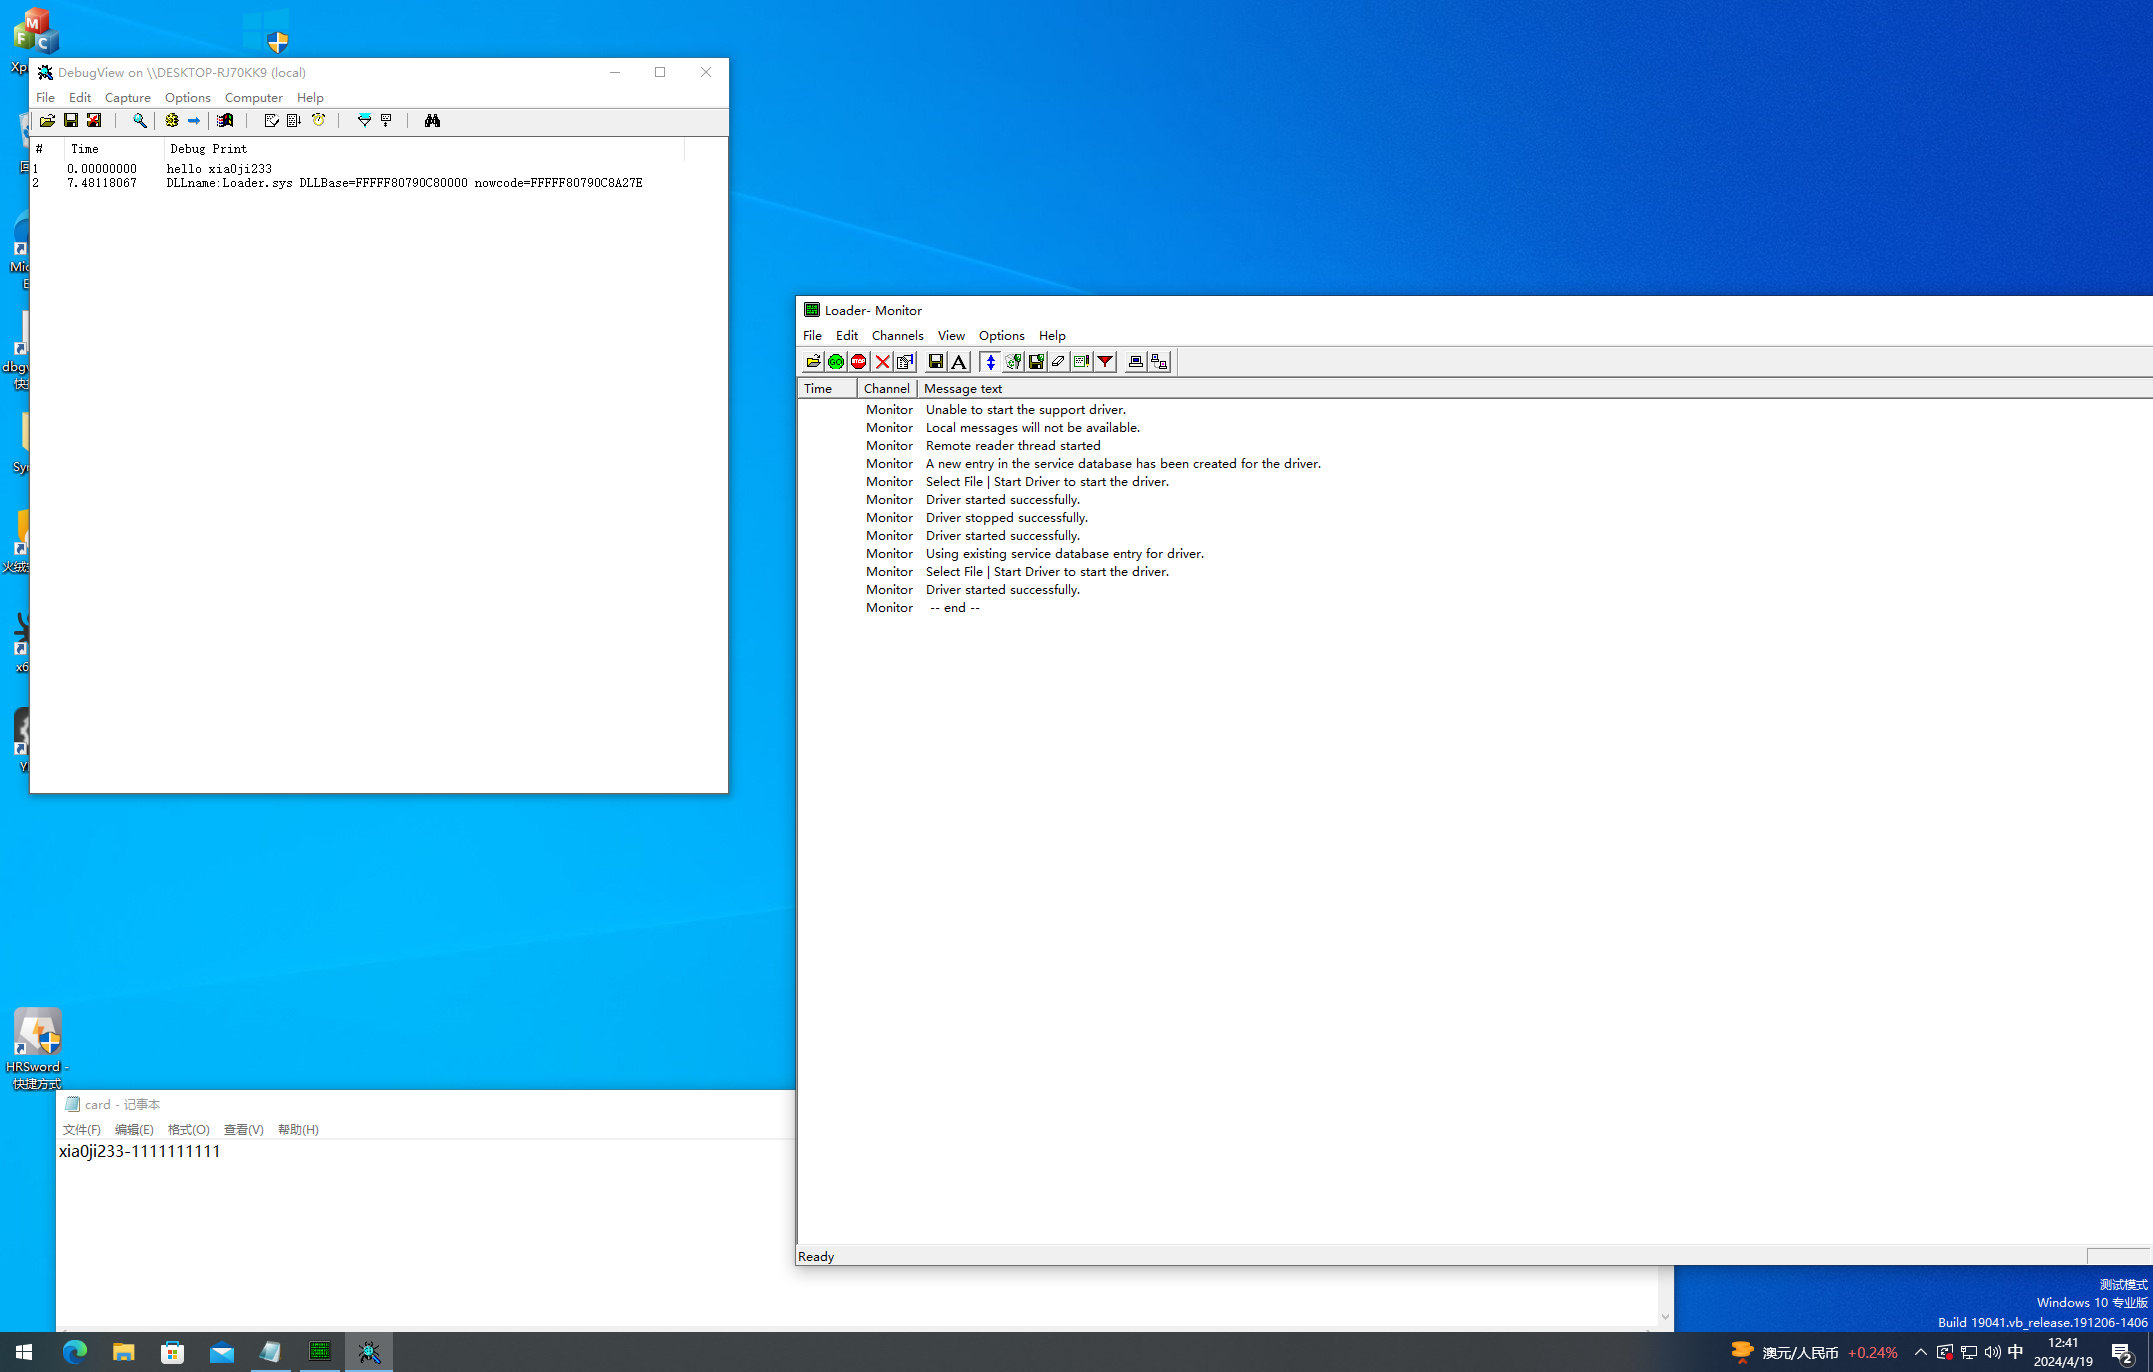 DebugView on \\DESKTOP-RJ70KK9 (local)
File Edit Capture Options Computer Help
# Time Debug Print
1 0.00000000 hello xia0ji233
2 7.48118067 DLLname:Loader.sys DLLBase=FFFFF80790C80000 nowcode=FFFFF80790C8A27E
Loader- Monitor
File Edit Channels View Options Help
Time Channel Message text
Monitor Unable to start the support driver.
Monitor Local messages will not be available.
Monitor Remote reader thread started
Monitor A new entry in the service database has been created for the driver.
Monitor Select File | Start Driver to start the driver.
Monitor Driver started successfully.
Monitor Driver stopped successfully.
Monitor Driver started successfully.
Monitor Using existing service database entry for driver.
Monitor Select File | Start Driver to start the driver.
Monitor Driver started successfully.
Monitor -- end --
Ready
HRSword -
快捷方式
card - 记事本
文件(F) 编辑(E) 格式(O) 查看(V) 帮助(H)
xia0ji233-1111111111
测试模式
Windows 10 专业版
Build 19041.vb_release.191206-1406
澳元/人民币 +0.24% 中 12:41
2024/4/19 2